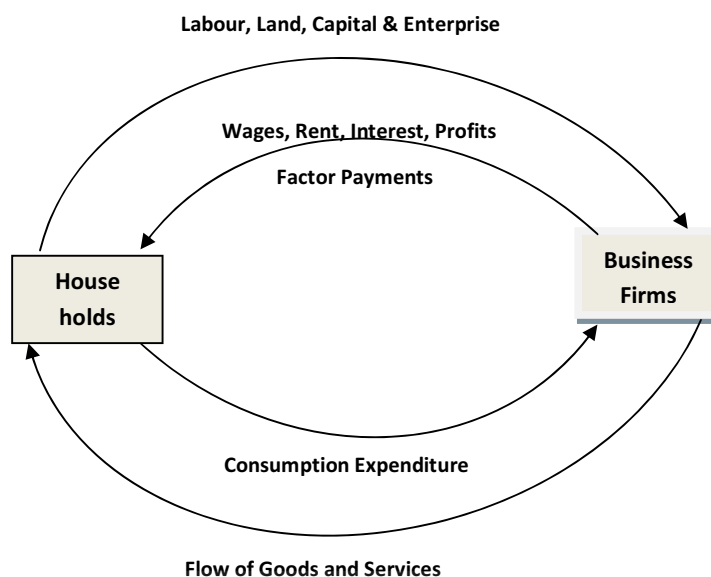 Labour, Land, Capital & Enterprise
Wages, Rent, Interest, Profits
Factor Payments
House
holds
Business
Firms
Consumption Expenditure
Flow of Goods and Services